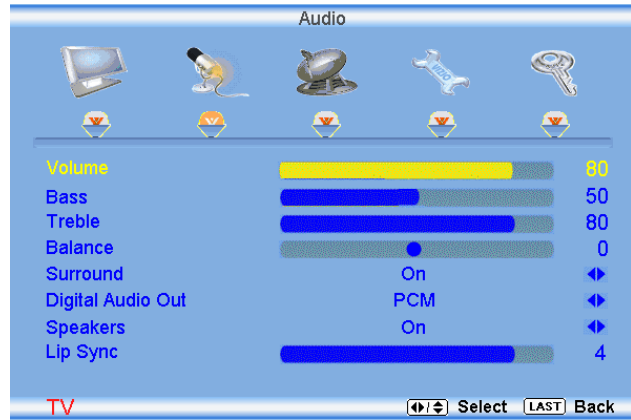 Audio
Volume 80
Bass 50
Treble 80
Balance 0
Surround On
Digital Audio Out PCM
Speakers On
Lip Sync 4
TV Select LAST Back